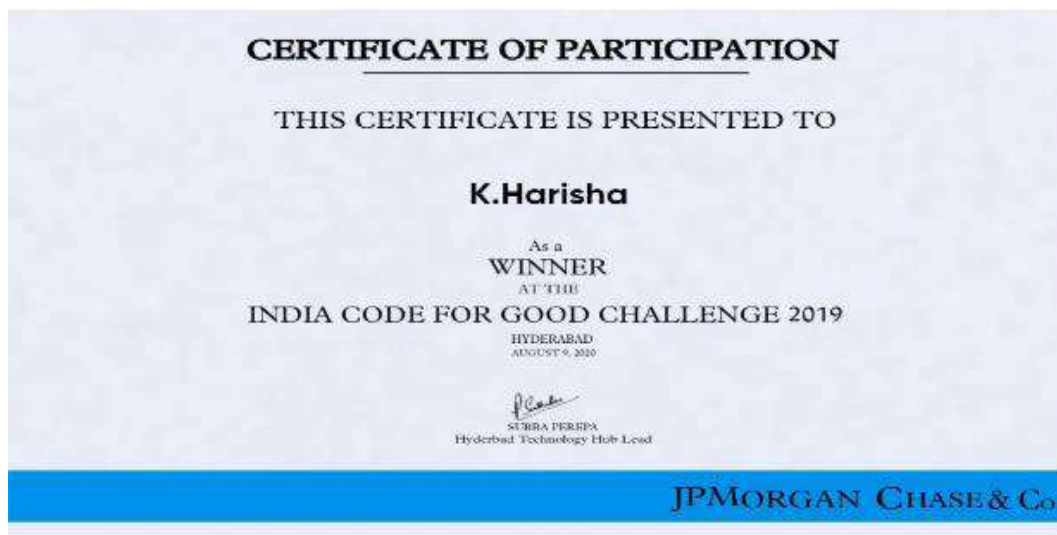 CERTIFICATE OF PARTICIPATION
THIS CERTIFICATE IS PRESENTED TO
K.Harisha
As a
WINNER
AT THE
INDIA CODE FOR GOOD CHALLENGE 2019
HYDERABAD
AUGUST 9, 2020
SUBBA PEREPA
Hyderbad Technology Hub Lead
JPMORGAN CHASE & Co